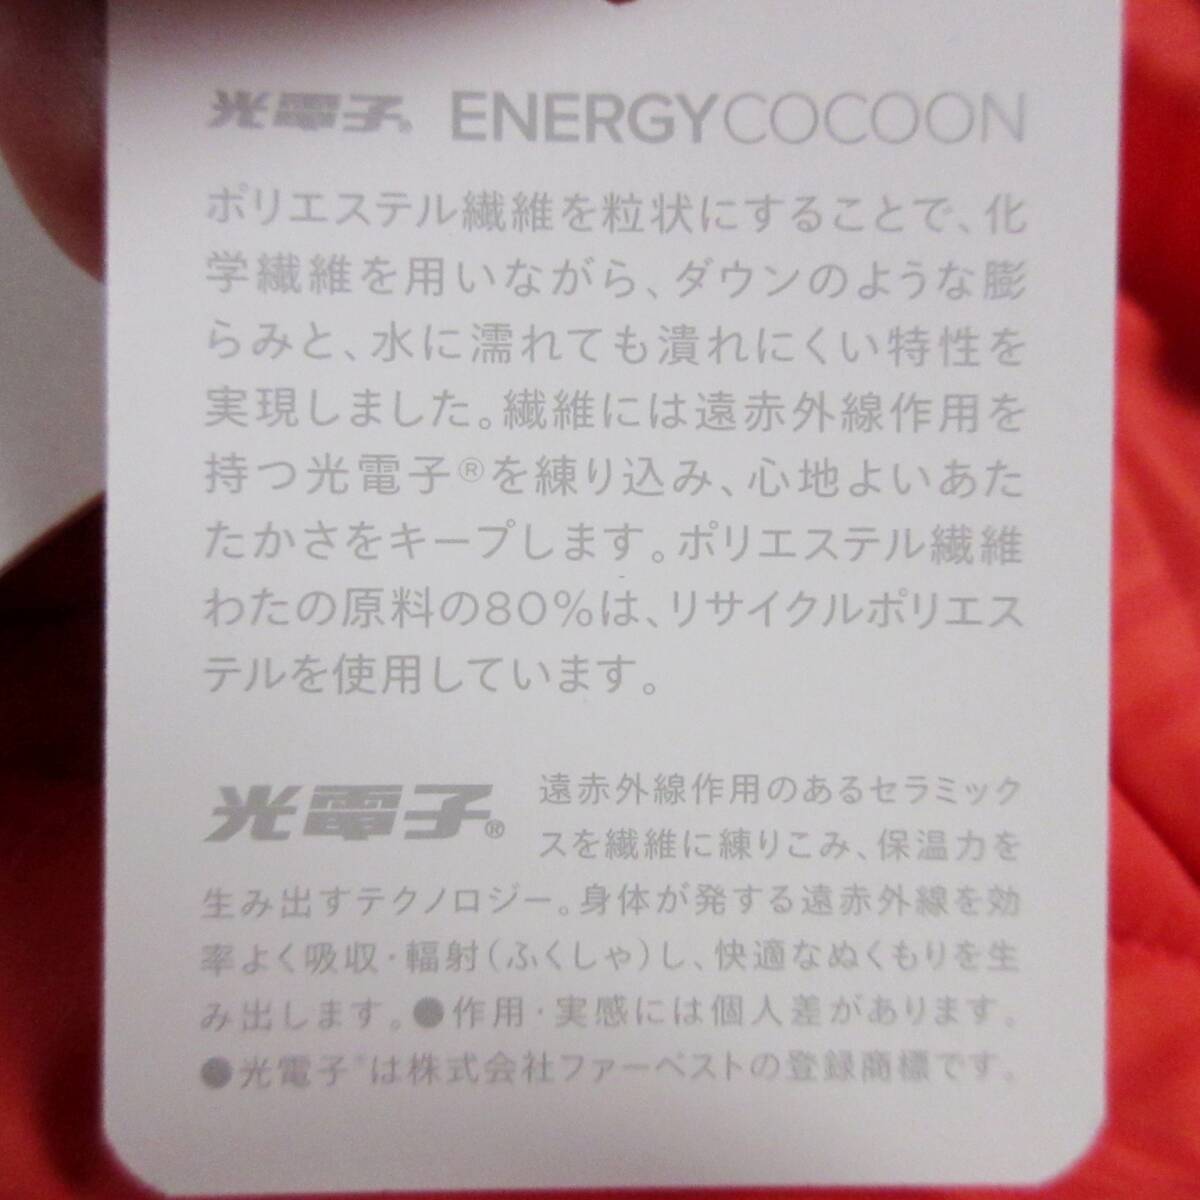 光電子® ENERGYCOCOON
ポリエステル繊維を粒状にすることで、化
学繊維を用いながら、ダウンのような膨
らみと、水に濡れても潰れにくい特性を
実現しました。繊維には遠赤外線作用を
持つ光電子®を練り込み、心地よいあた
たかさをキープします。ポリエステル繊維
わたの原料の80%は、リサイクルポリエス
テルを使用しています。
光電子® 遠赤外線作用のあるセラミック
スを繊維に練りこみ、保温力を
生み出すテクノロジー。身体が発する遠赤外線を効
率よく吸収・輻射(ふくしゃ)し、快適なぬくもりを生
み出します。●作用・実感には個人差があります。
●光電子®は株式会社ファーベストの登録商標です。